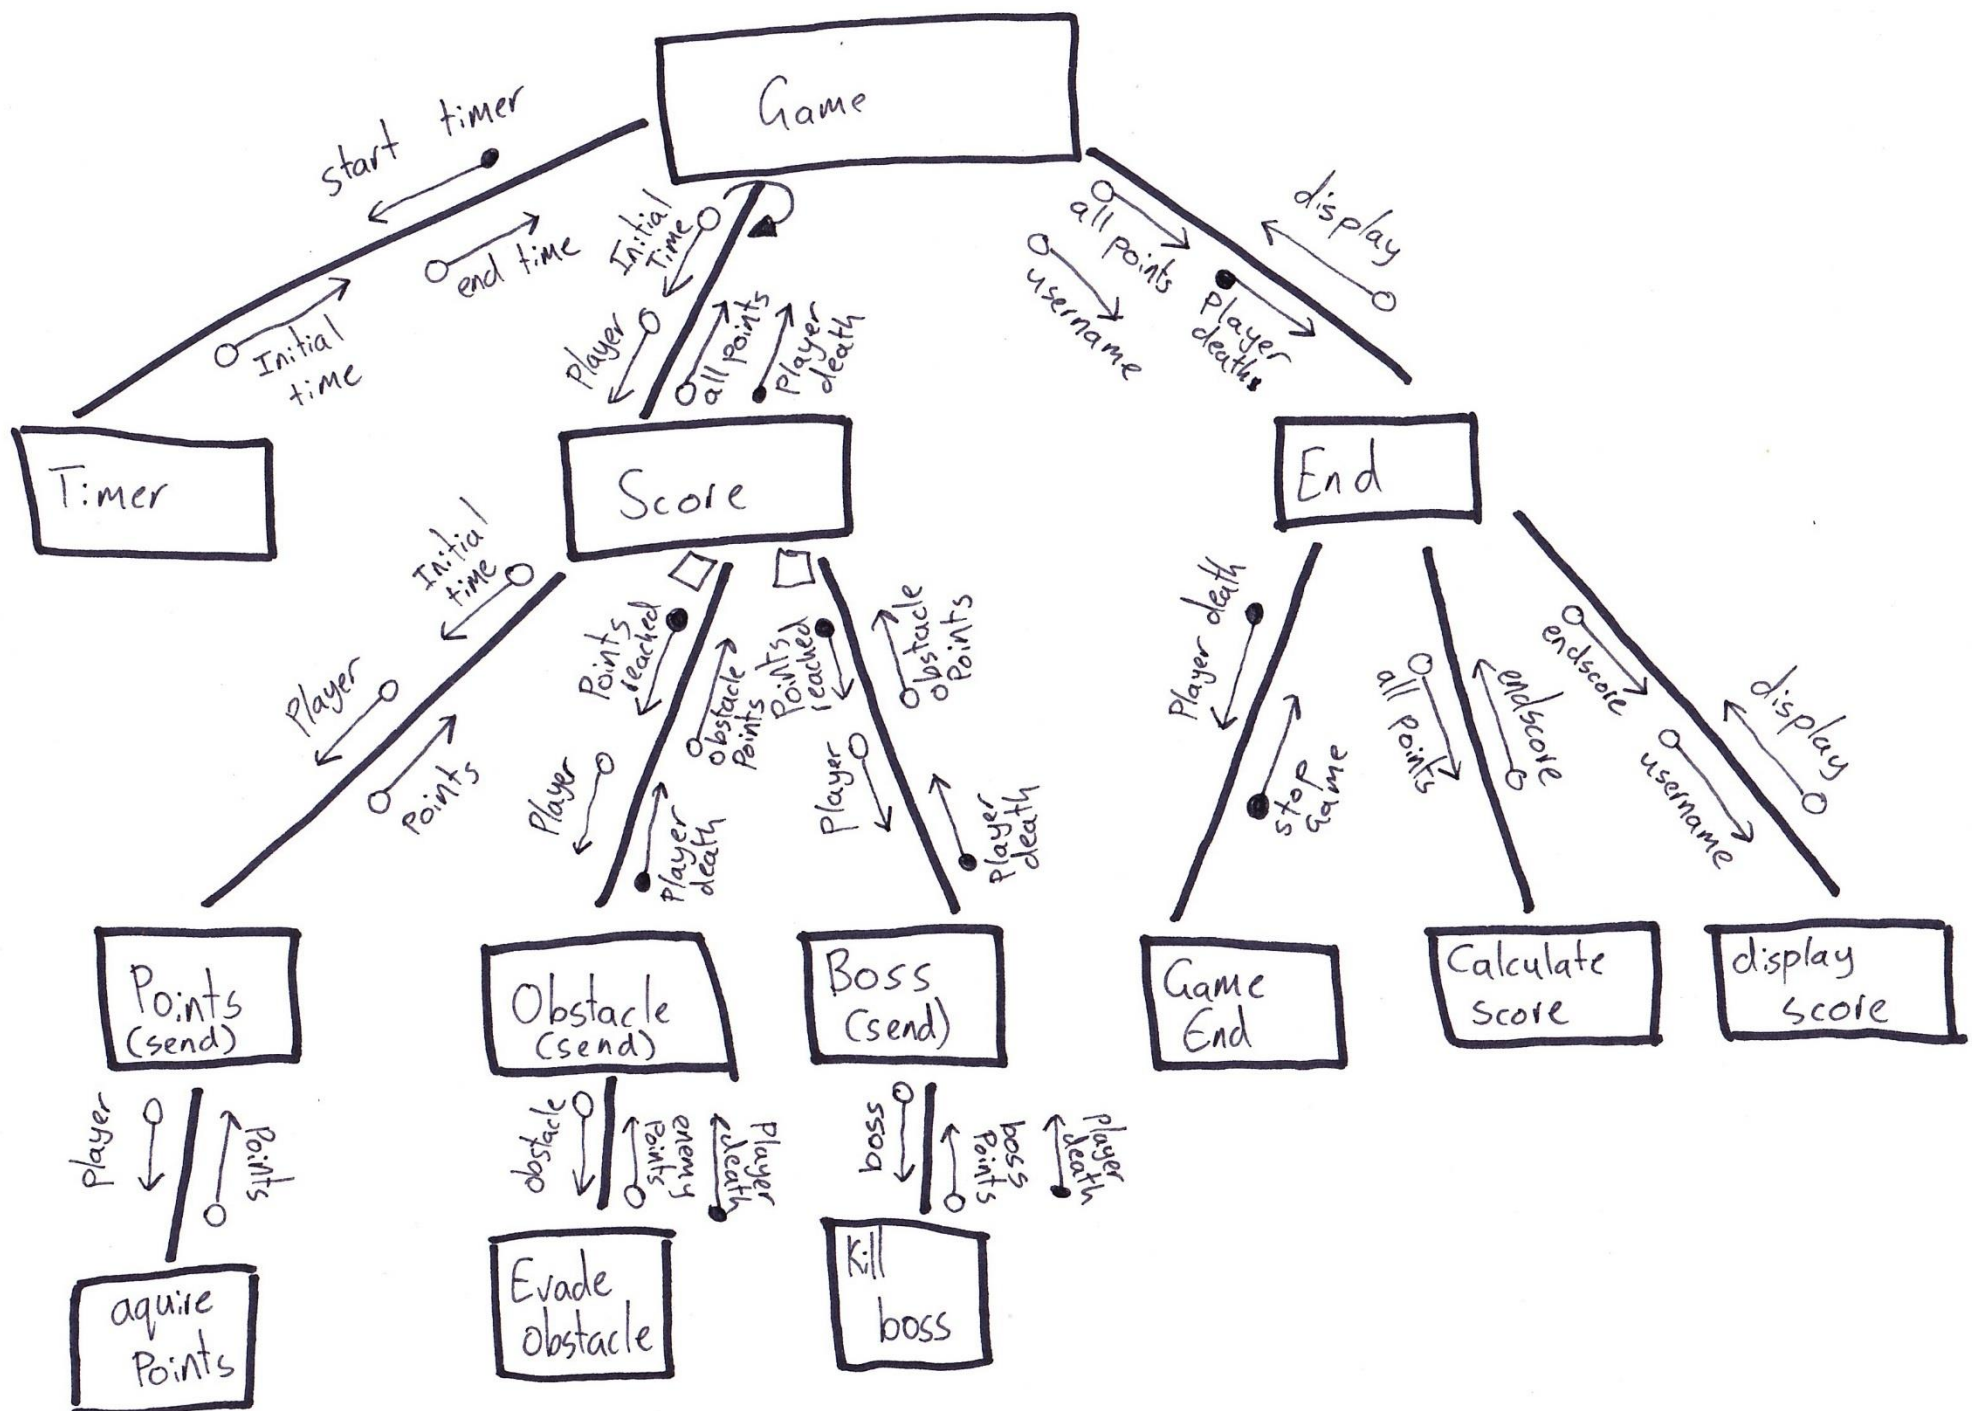 Game
start timer
end time
Initial
time
Initial
Time
Player
all points
Player
death
all points
username
Player
deaths
display
Timer
Score
End
Initial
time
Player
Points
Points
reached
obstacle
Points
Player
Player
death
Points
reached
obstacle
Points
Player
Player
death
Player death
stop
Game
all points
endscore
endscore
username
display
Points
(send)
Obstacle
(send)
Boss
(send)
Game
End
Calculate
score
display
score
player
Points
obstacle
enemy
Points
Player
death
boss
boss
Points
player
death
aquire
Points
Evade
obstacle
Kill
boss